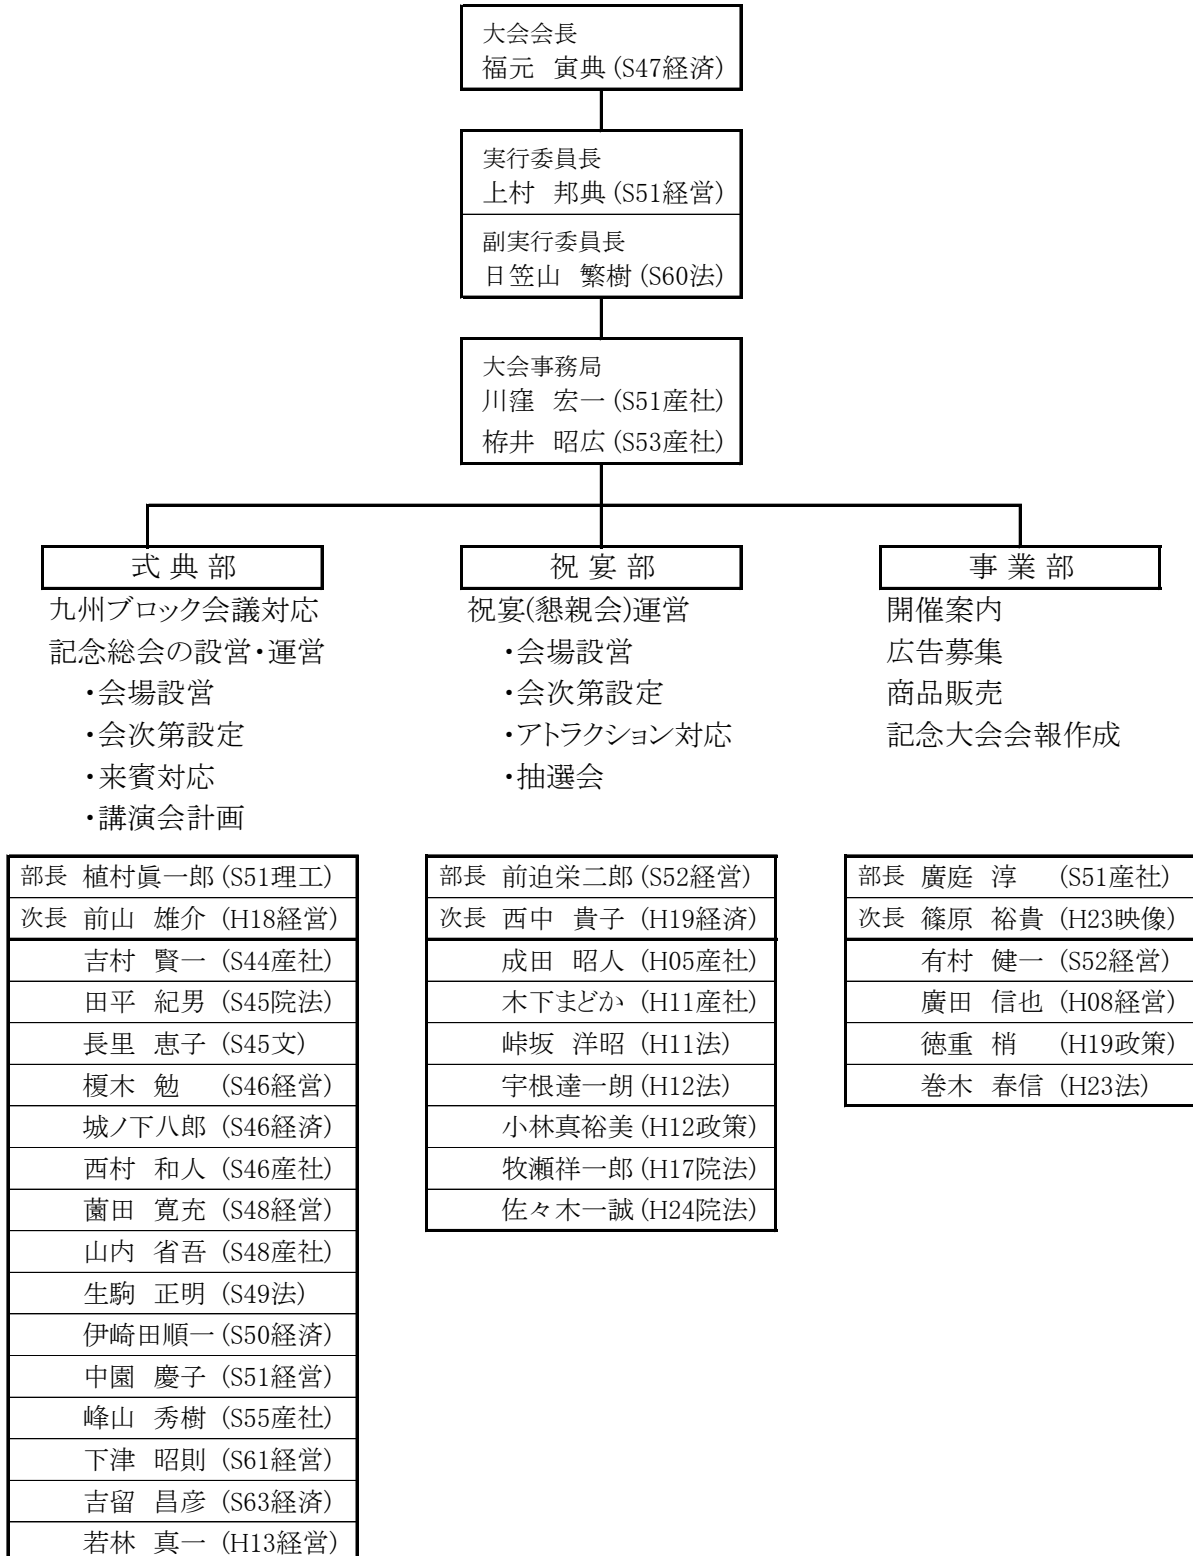 大会会長
福元 寅典 (S47経済)
実行委員長
上村 邦典 (S51経営)
副実行委員長
日笠山 繁樹 (S60法)
大会事務局
川窪 宏一 (S51産社)
栫井 昭広 (S53産社)
式典部
九州ブロック会議対応
記念総会の設営・運営
・会場設営
・会次第設定
・来賓対応
・講演会計画
部長 植村眞一郎 (S51理工)
次長 前山 雄介 (H18経営)
吉村 賢一 (S44産社)
田平 紀男 (S45院法)
長里 恵子 (S45文)
榎木 勉 (S46経営)
城ノ下八郎 (S46経済)
西村 和人 (S46産社)
薗田 寛充 (S48経営)
山内 省吾 (S48産社)
生駒 正明 (S49法)
伊崎田順一 (S50経済)
中園 慶子 (S51経営)
峰山 秀樹 (S55産社)
下津 昭則 (S61経営)
吉留 昌彦 (S63経済)
若林 真一 (H13経営)
祝宴部
祝宴(懇親会)運営
・会場設営
・会次第設定
・アトラクション対応
・抽選会
部長 前迫栄二郎 (S52経営)
次長 西中 貴子 (H19経済)
成田 昭人 (H05産社)
木下まどか (H11産社)
峠坂 洋昭 (H11法)
宇根達一朗 (H12法)
小林真裕美 (H12政策)
牧瀬祥一郎 (H17院法)
佐々木一誠 (H24院法)
事業部
開催案内
広告募集
商品販売
記念大会会報作成
部長 廣庭 淳 (S51産社)
次長 篠原 裕貴 (H23映像)
有村 健一 (S52経営)
廣田 信也 (H08経営)
徳重 梢 (H19政策)
巻木 春信 (H23法)